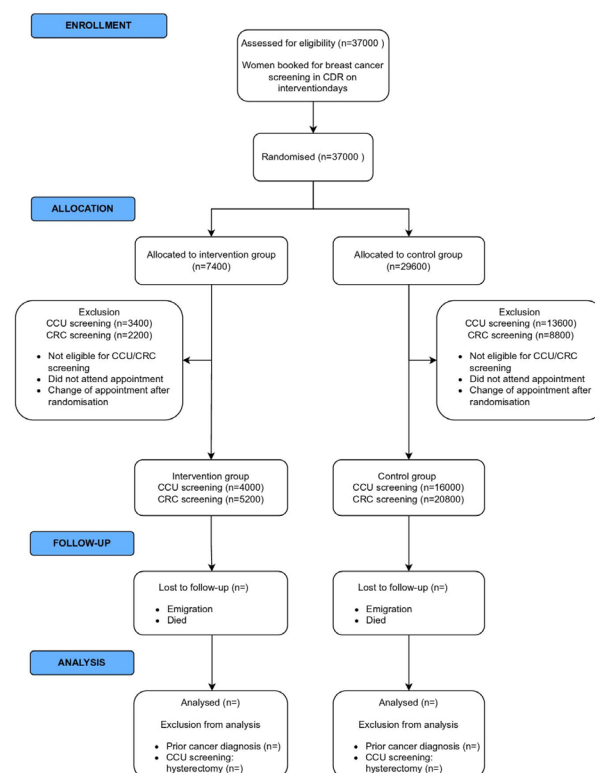 ENROLLMENT
Assessed for eligibility (n=37000 )
Women booked for breast cancer
screening in CDR on
interventiondays
Randomised (n=37000 )
ALLOCATION
Allocated to intervention group
(n=7400)
Allocated to control group
(n=29600)
Exclusion
CCU screening (n=3400)
CRC screening (n=2200)
• Not eligible for CCU/CRC
screening
• Did not attend appointment
• Change of appointment after
randomisation
Exclusion
CCU screening (n=13600)
CRC screening (n=8800)
• Not eligible for CCU/CRC
screening
• Did not attend appointment
• Change of appointment after
randomisation
Intervention group
CCU screening (n=4000)
CRC screening (n=5200)
Control group
CCU screening (n=16000)
CRC screening (n=20800)
FOLLOW-UP
Lost to follow-up (n=)
• Emigration
• Died
Lost to follow-up (n=)
• Emigration
• Died
ANALYSIS
Analysed (n=)
Exclusion from analysis
• Prior cancer diagnosis (n=)
• CCU screening:
hysterectomy (n=)
Analysed (n=)
Exclusion from analysis
• Prior cancer diagnosis (n=)
• CCU screening:
hysterectomy (n=)